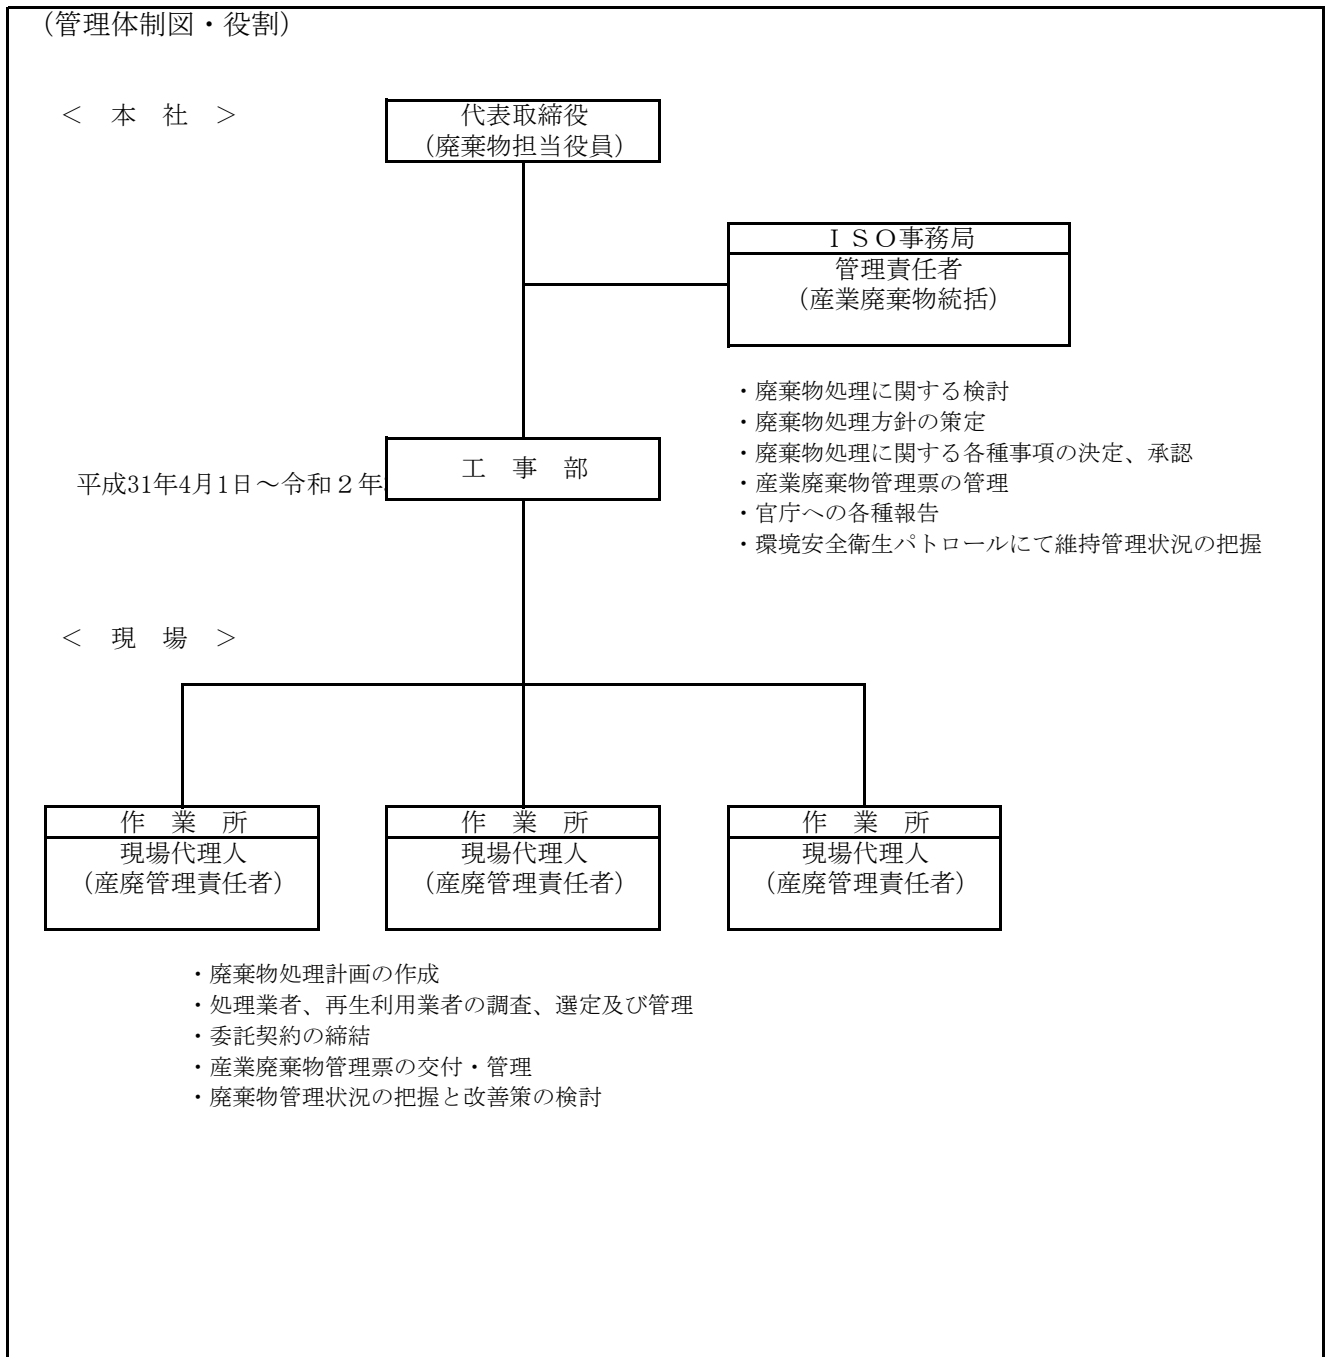 （管理体制図・役割）
＜　本　社　＞
代表取締役
（廃棄物担当役員）
ＩＳＯ事務局
管理責任者
（産業廃棄物統括）
・廃棄物処理に関する検討
・廃棄物処理方針の策定
・廃棄物処理に関する各種事項の決定、承認
・産業廃棄物管理票の管理
・官庁への各種報告
・環境安全衛生パトロールにて維持管理状況の把握
工　事　部
平成31年4月1日～令和２年
＜　現　場　＞
作　業　所
現場代理人
（産廃管理責任者）
作　業　所
現場代理人
（産廃管理責任者）
作　業　所
現場代理人
（産廃管理責任者）
・廃棄物処理計画の作成
・処理業者、再生利用業者の調査、選定及び管理
・委託契約の締結
・産業廃棄物管理票の交付・管理
・廃棄物管理状況の把握と改善策の検討